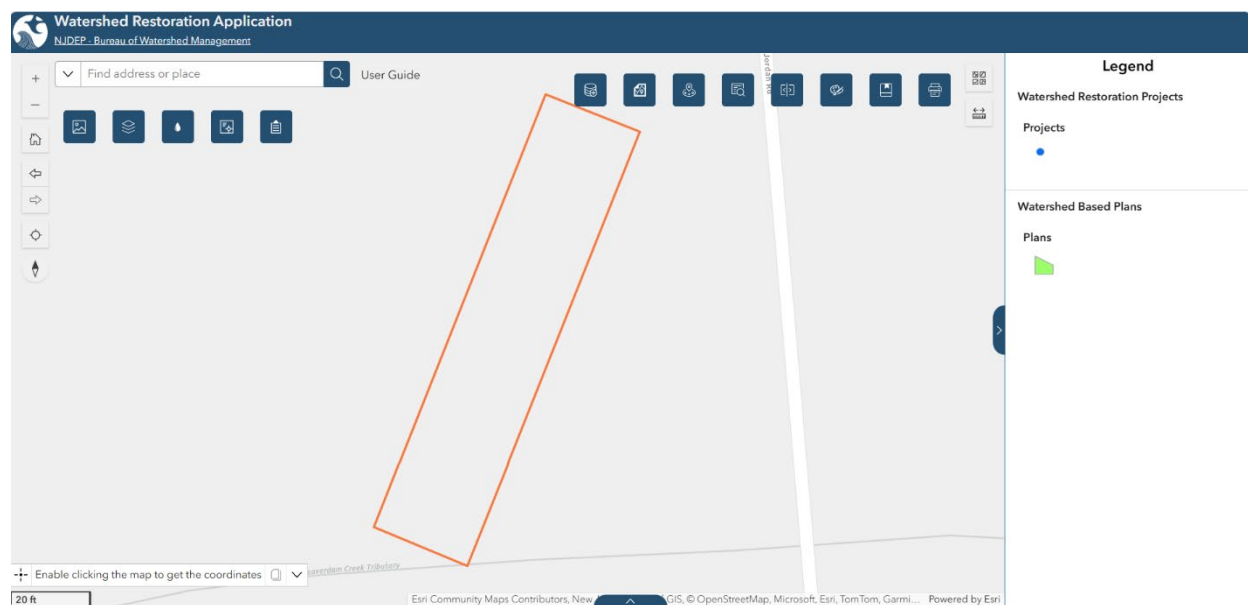 Watershed Restoration Application
NJDEP - Bureau of Watershed Management
Find address or place
User Guide
Jordan Rd
Legend
Watershed Restoration Projects
Projects
Watershed Based Plans
Plans
Creek Tributary
Enable clicking the map to get the coordinates
20 ft
Esri Community Maps Contributors, New GIS, © OpenStreetMap, Microsoft, Esri, TomTom, Garmi... Powered by Esri